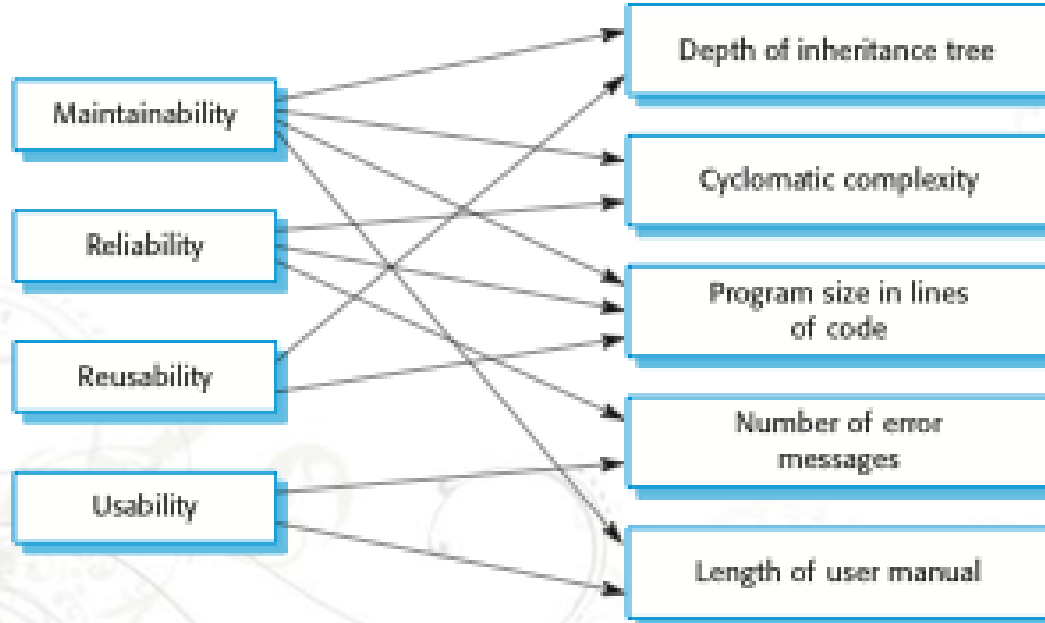 Maintainability
Reliability
Reusability
Usability
Depth of inheritance tree
Cyclomatic complexity
Program size in lines
of code
Number of error
messages
Length of user manual